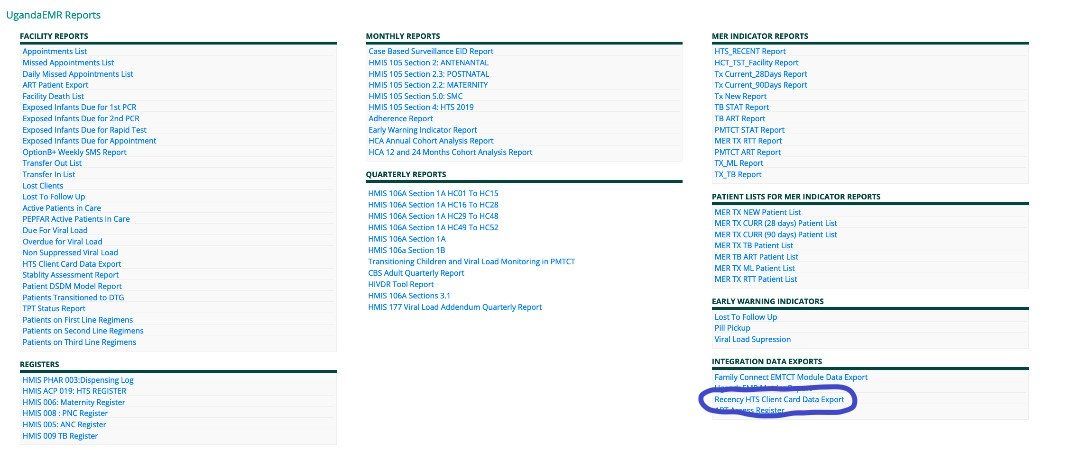 UgandaEMR Reports
FACILITY REPORTS
Appointments List
Missed Appointments List
Daily Missed Appointments List
ART Patient Export
Facility Death List
Exposed Infants Due for 1st PCR
Exposed Infants Due for 2nd PCR
Exposed Infants Due for Rapid Test
Exposed Infants Due for Appointment
OptionB+ Weekly SMS Report
Transfer Out List
Transfer In List
Lost Clients
Lost To Follow Up
Active Patients in Care
PEPFAR Active Patients in Care
Due For Viral Load
Overdue for Viral Load
Non Suppressed Viral Load
HTS Client Card Data Export
Stablity Assessment Report
Patient DSDM Model Report
Patients Transitioned to DTG
TPT Status Report
Patients on First Line Regimens
Patients on Second Line Regimens
Patients on Third Line Regimens
REGISTERS
HMIS PHAR 003:Dispensing Log
HMIS ACP 019: HTS REGISTER
HMIS 006: Maternity Register
HMIS 008 : PNC Register
HMIS 005: ANC Register
HMIS 009 TB Register
MONTHLY REPORTS
Case Based Surveillance EID Report
HMIS 105 Section 2: ANTENANTAL
HMIS 105 Section 2.3: POSTNATAL
HMIS 105 Section 2.2: MATERNITY
HMIS 105 Section 5.0: SMC
HMIS 105 Section 4: HTS 2019
Adherence Report
Early Warning Indicator Report
HCA Annual Cohort Analysis Report
HCA 12 and 24 Months Cohort Analysis Report
QUARTERLY REPORTS
HMIS 106A Section 1A HC01 To HC15
HMIS 106A Section 1A HC16 To HC28
HMIS 106A Section 1A HC29 To HC48
HMIS 106A Section 1A HC49 To HC52
HMIS 106A Section 1A
HMIS 106a Section 1B
Transitioning Children and Viral Load Monitoring in PMTCT
CBS Adult Quarterly Report
HIVDR Tool Report
HMIS 106A Sections 3.1
HMIS 177 Viral Load Addendum Quarterly Report
MER INDICATOR REPORTS
HTS_RECENT Report
HCT_TST_Facility Report
Tx Current_28Days Report
Tx Current_90Days Report
Tx New Report
TB STAT Report
TB ART Report
PMTCT STAT Report
MER TX RTT Report
PMTCT ART Report
TX_ML Report
TX_TB Report
PATIENT LISTS FOR MER INDICATOR REPORTS
MER TX NEW Patient List
MER TX CURR (28 days) Patient List
MER TX CURR (90 days) Patient List
MER TX TB Patient List
MER TB ART Patient List
MER TX ML Patient List
MER TX RTT Patient List
EARLY WARNING INDICATORS
Lost To Follow Up
Pill Pickup
Viral Load Supression
INTEGRATION DATA EXPORTS
Family Connect EMTCT Module Data Export
Recency HTS Client Card Data Export
Register